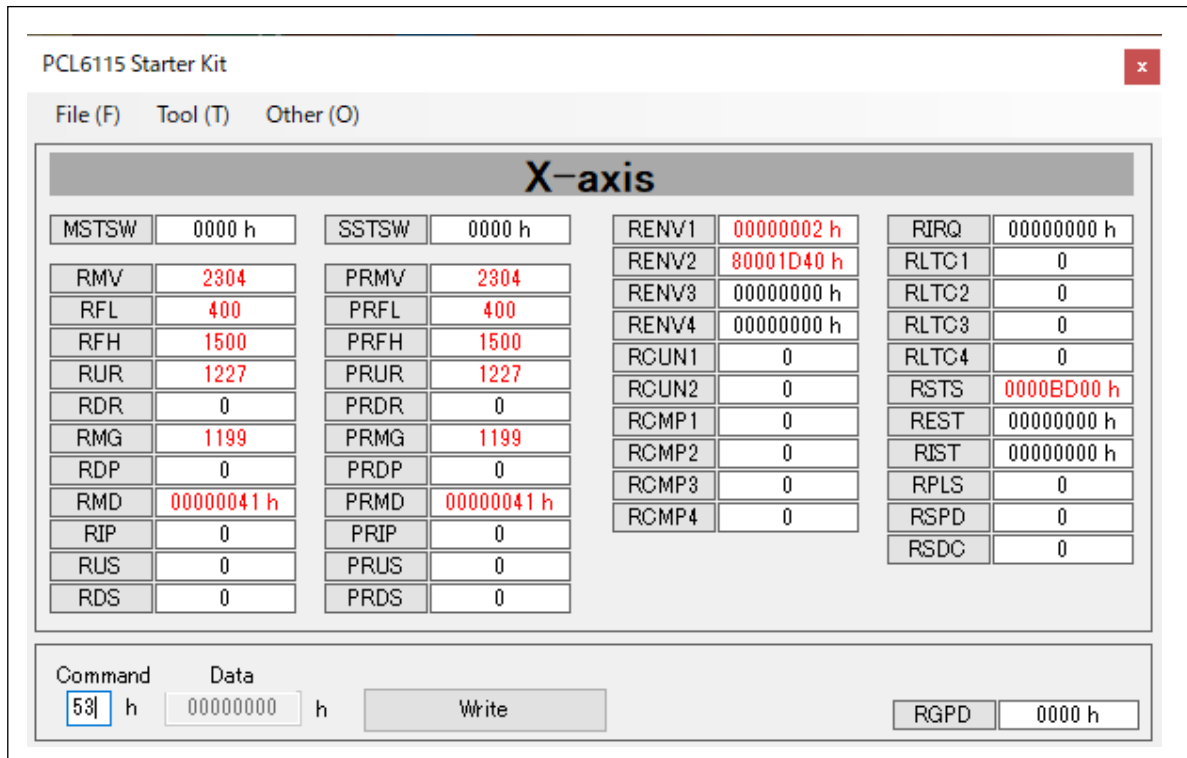 PCL6115 Starter Kit
x
File (F) Tool (T) Other (O)
X-axis
MSTSW 0000 h SSTSW 0000 h RENV1 00000002 h RIRQ 00000000 h
RENV2 80001D40 h RLTC1 0
RMV 2304 PRMV 2304 RENV3 00000000 h RLTC2 0
RFL 400 PRFL 400 RENV4 00000000 h RLTC3 0
RFH 1500 PRFH 1500 RCUN1 0 RLTC4 0
RUR 1227 PRUR 1227 RCUN2 0 RSTS 0000BD00 h
RDR 0 PRDR 0 RCMP1 0 REST 00000000 h
RMG 1199 PRMG 1199 RCMP2 0 RIST 00000000 h
RDP 0 PRDP 0 RCMP3 0 RPLS 0
RMD 00000041 h PRMD 00000041 h RCMP4 0 RSPD 0
RIP 0 PRIP 0 RSDC 0
RUS 0 PRUS 0
RDS 0 PRDS 0
Command Data
53 h 00000000 h Write RGPD 0000 h